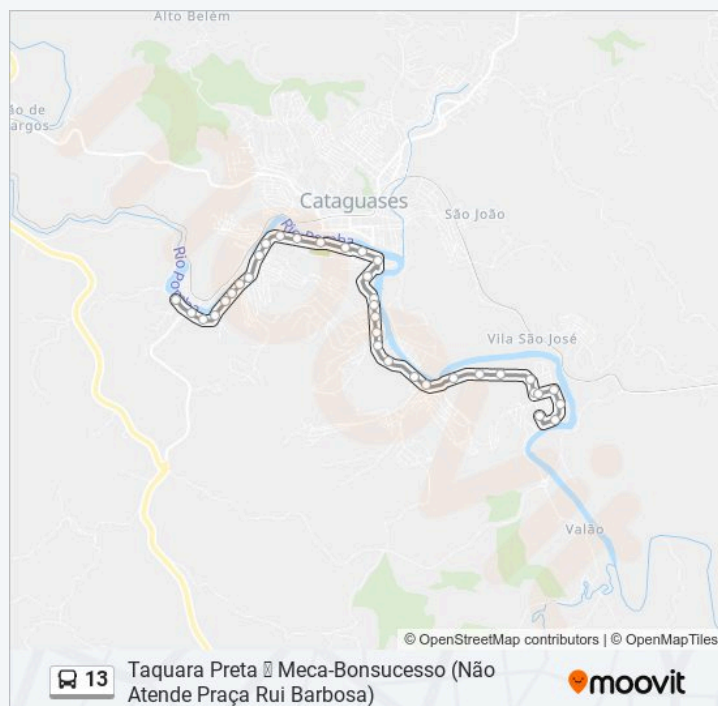 Alto Belém
ão de
argos
Cataguases
São João
Rio Pomba
Rio Pomba
Vila São José
Valão
© OpenStreetMap contributors | © OpenMapTiles
13
Taquara Preta  Meca-Bonsucesso (Não
Atende Praça Rui Barbosa)
moovit